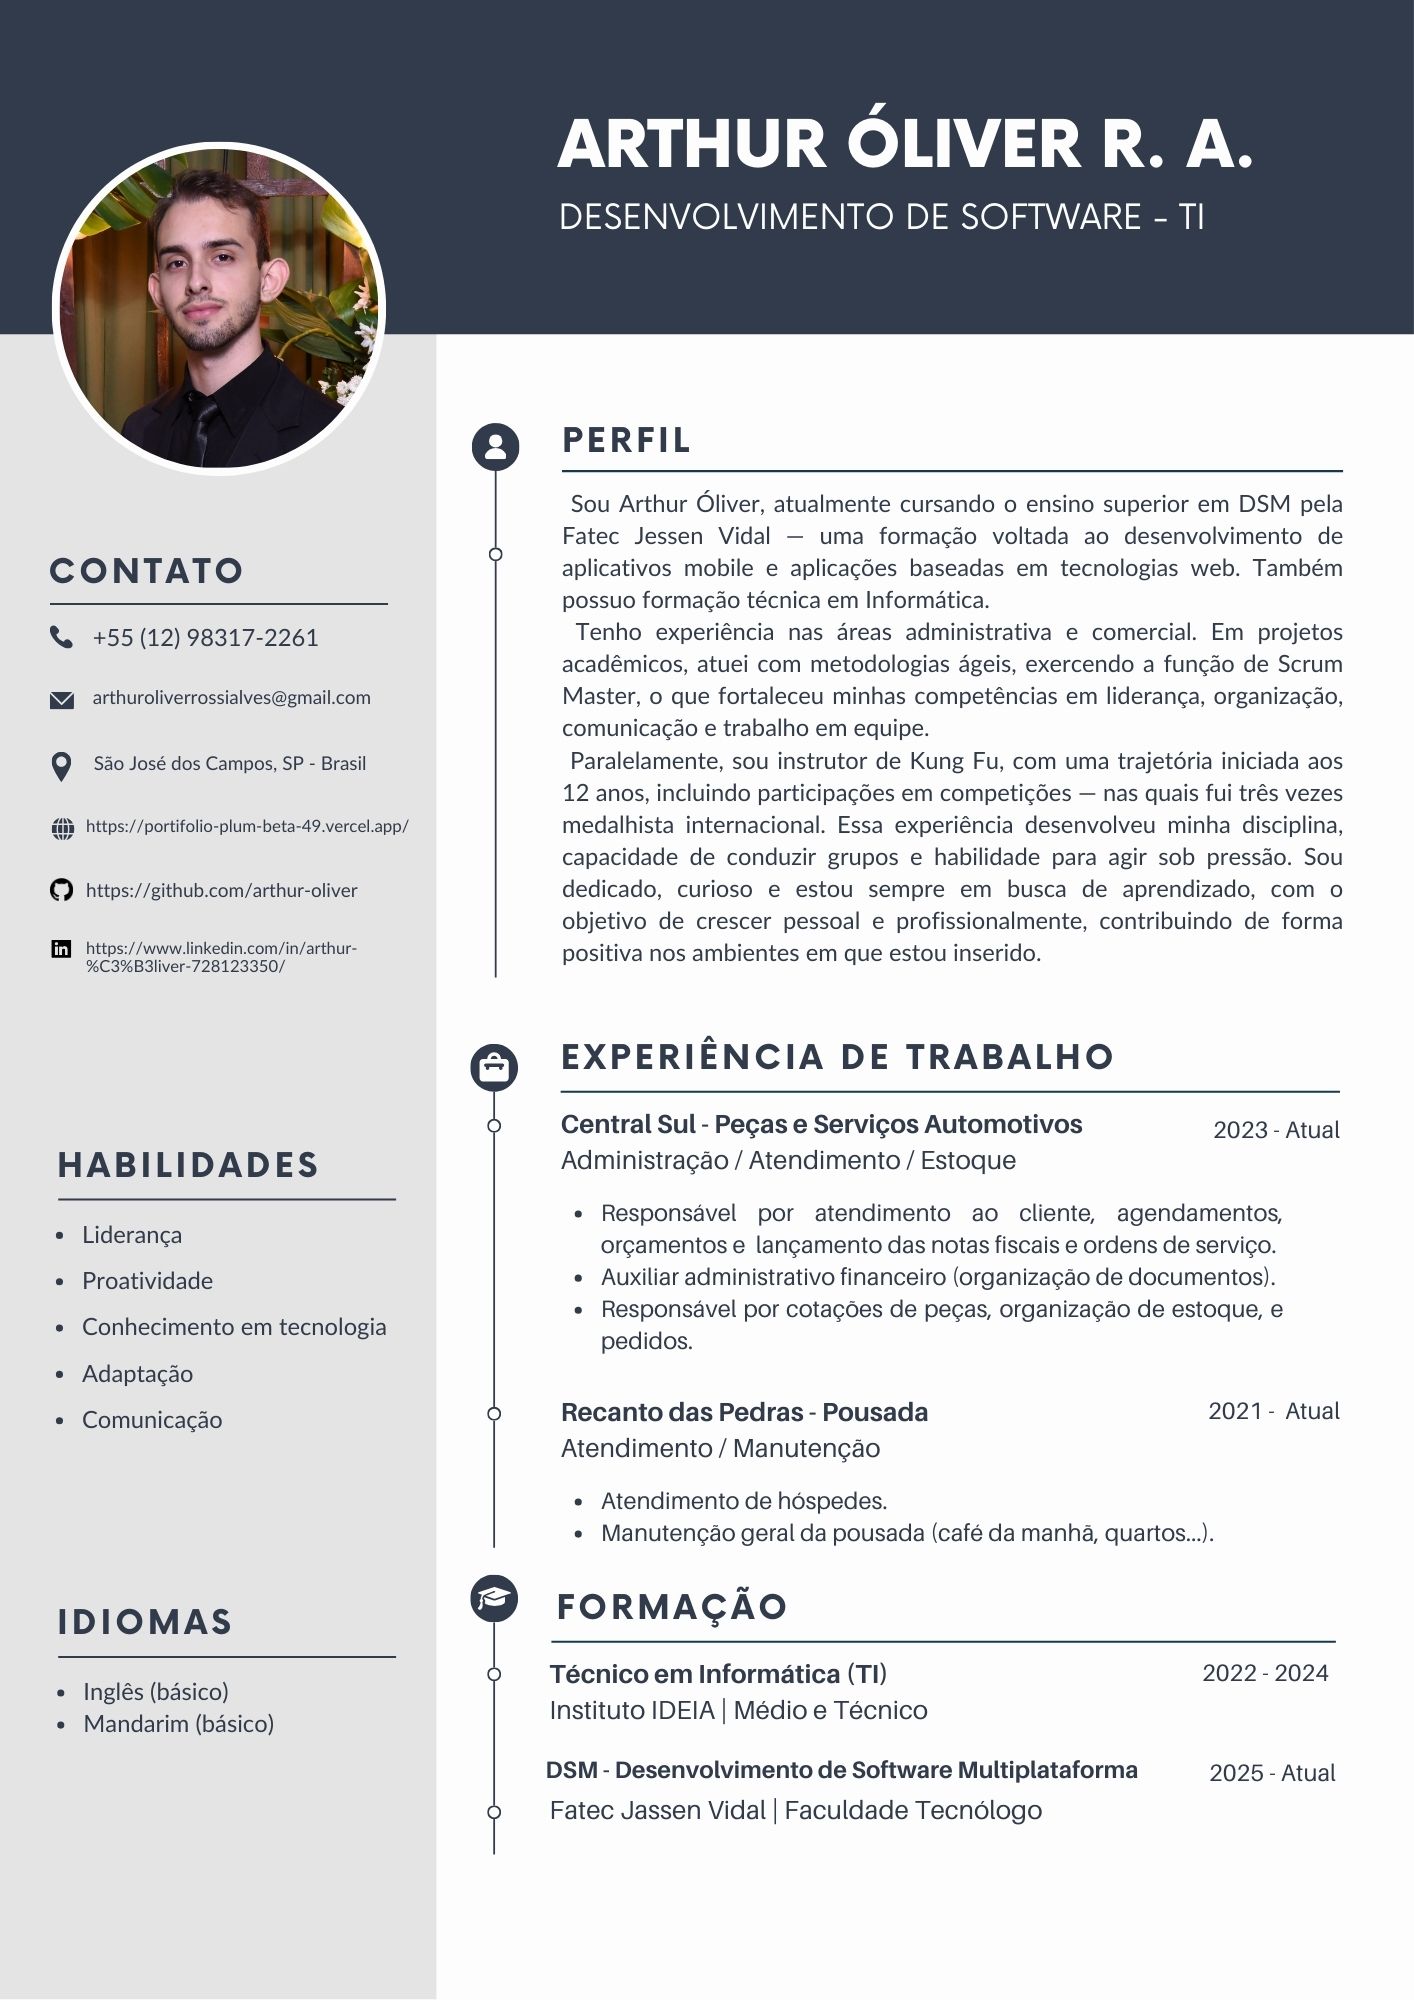 ARTHUR ÓLIVER R. A.
DESENVOLVIMENTO DE SOFTWARE - TI
CONTATO
+55 (12) 98317-2261
arthuroliverrossialves@gmail.com
São José dos Campos, SP - Brasil
https://portifolio-plum-beta-49.vercel.app/
https://github.com/arthur-oliver
https://www.linkedin.com/in/arthur-
%C3%B3liver-728123350/
HABILIDADES
• Liderança
• Proatividade
• Conhecimento em tecnologia
• Adaptação
• Comunicação
IDIOMAS
• Inglês (básico)
• Mandarim (básico)
PERFIL
Sou Arthur Óliver, atualmente cursando o ensino superior em DSM pela
Fatec Jessen Vidal — uma formação voltada ao desenvolvimento de
aplicativos mobile e aplicações baseadas em tecnologias web. Também
possuo formação técnica em Informática.
Tenho experiência nas áreas administrativa e comercial. Em projetos
acadêmicos, atuei com metodologias ágeis, exercendo a função de Scrum
Master, o que fortaleceu minhas competências em liderança, organização,
comunicação e trabalho em equipe.
Paralelamente, sou instrutor de Kung Fu, com uma trajetória iniciada aos
12 anos, incluindo participações em competições — nas quais fui três vezes
medalhista internacional. Essa experiência desenvolveu minha disciplina,
capacidade de conduzir grupos e habilidade para agir sob pressão. Sou
dedicado, curioso e estou sempre em busca de aprendizado, com o
objetivo de crescer pessoal e profissionalmente, contribuindo de forma
positiva nos ambientes em que estou inserido.
EXPERIÊNCIA DE TRABALHO
Central Sul - Peças e Serviços Automotivos 2023 - Atual
Administração / Atendimento / Estoque
• Responsável por atendimento ao cliente, agendamentos,
orçamentos e lançamento das notas fiscais e ordens de serviço.
• Auxiliar administrativo financeiro (organização de documentos).
• Responsável por cotações de peças, organização de estoque, e
pedidos.
Recanto das Pedras - Pousada 2021 - Atual
Atendimento / Manutenção
• Atendimento de hóspedes.
• Manutenção geral da pousada (café da manhã, quartos...).
FORMAÇÃO
Técnico em Informática (TI) 2022 - 2024
Instituto IDEIA | Médio e Técnico
DSM - Desenvolvimento de Software Multiplataforma 2025 - Atual
Fatec Jassen Vidal | Faculdade Tecnólogo